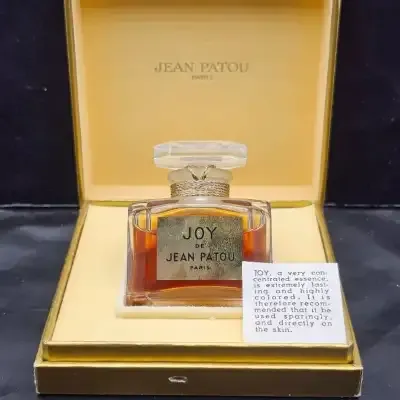 JEAN PATOU
PARIS
JOY
DE
JEAN PATOU
PARIS
JOY, a very con-
centrated essence,
is extremely last-
ing and highly
colored. It is
therefore recom-
mended that it be
used sparingly,
and directly on
the skin.